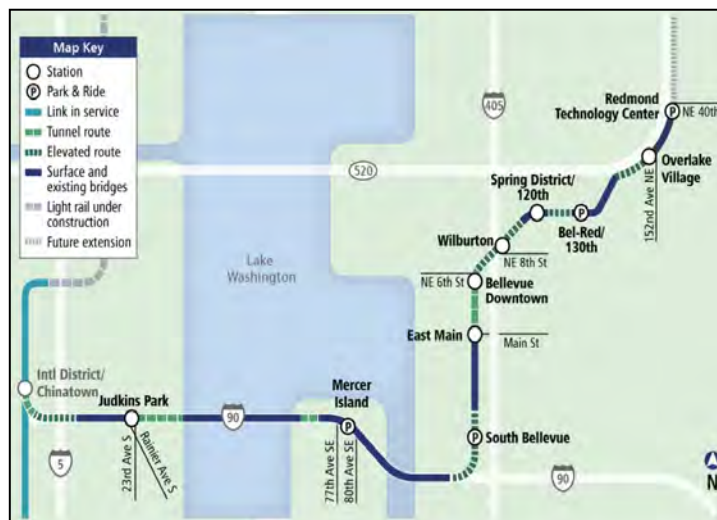 Map Key
Station
Park & Ride
Link in service
Tunnel route
Elevated route
Surface and
existing bridges
Light rail under
construction
Future extension
405
520
Redmond
Technology Center
NE 40th
Overlake
Village
152nd Ave NE
Spring District/
120th
Bel-Red/
130th
Wilburton
NE 8th St
NE 6th St
Bellevue
Downtown
East Main
Main St
Lake
Washington
Intl District/
Chinatown
Judkins Park
23rd Ave S
Rainier Ave S
90
Mercer
Island
77th Ave SE
80th Ave SE
South Bellevue
5
90
N